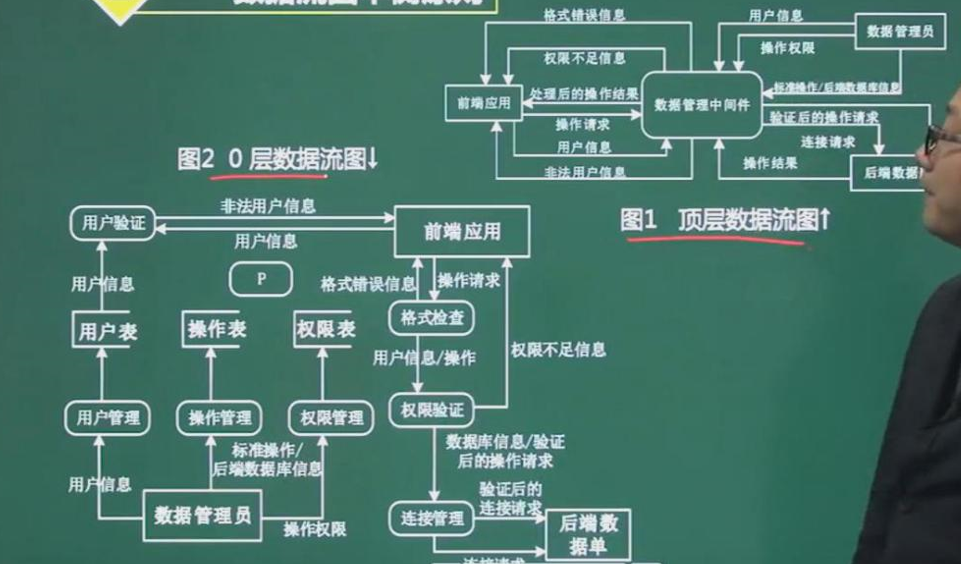 格式错误信息
用户信息
数据管理员
权限不足信息
操作权限
前端应用
处理后的操作结果
数据管理中间件
标准操作/后端数据库信息
操作请求
验证后的操作请求
连接请求
用户信息
操作结果
非法用户信息
后端数据
图2 0 层数据流图↓
图1 顶层数据流图↑
用户验证
非法用户信息
用户信息
前端应用
P
用户信息
格式错误信息
操作请求
用户表
操作表
权限表
格式检查
权限不足信息
用户信息/操作
用户管理
操作管理
权限管理
权限验证
标准操作/
后端数据库信息
数据库信息/验证
后的操作请求
用户信息
数据管理员
操作权限
验证后的
连接请求
连接管理
后端数
据单